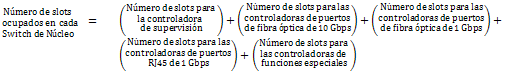 Número de slots
ocupados en cada
Switch de Núcleo
=
(Número de slots para
la controladora
de supervisión)
+
(Número de slots para las
controladoras de puertos
de fibra óptica de 10 Gbps)
+
(Número de slots para las
controladoras de puertos
de fibra óptica de 1 Gbps)
+
(Número de slots para las
controladoras de puertos
RJ45 de 1 Gbps)
+
(Número de slots para
las controladoras de
funciones especiales)